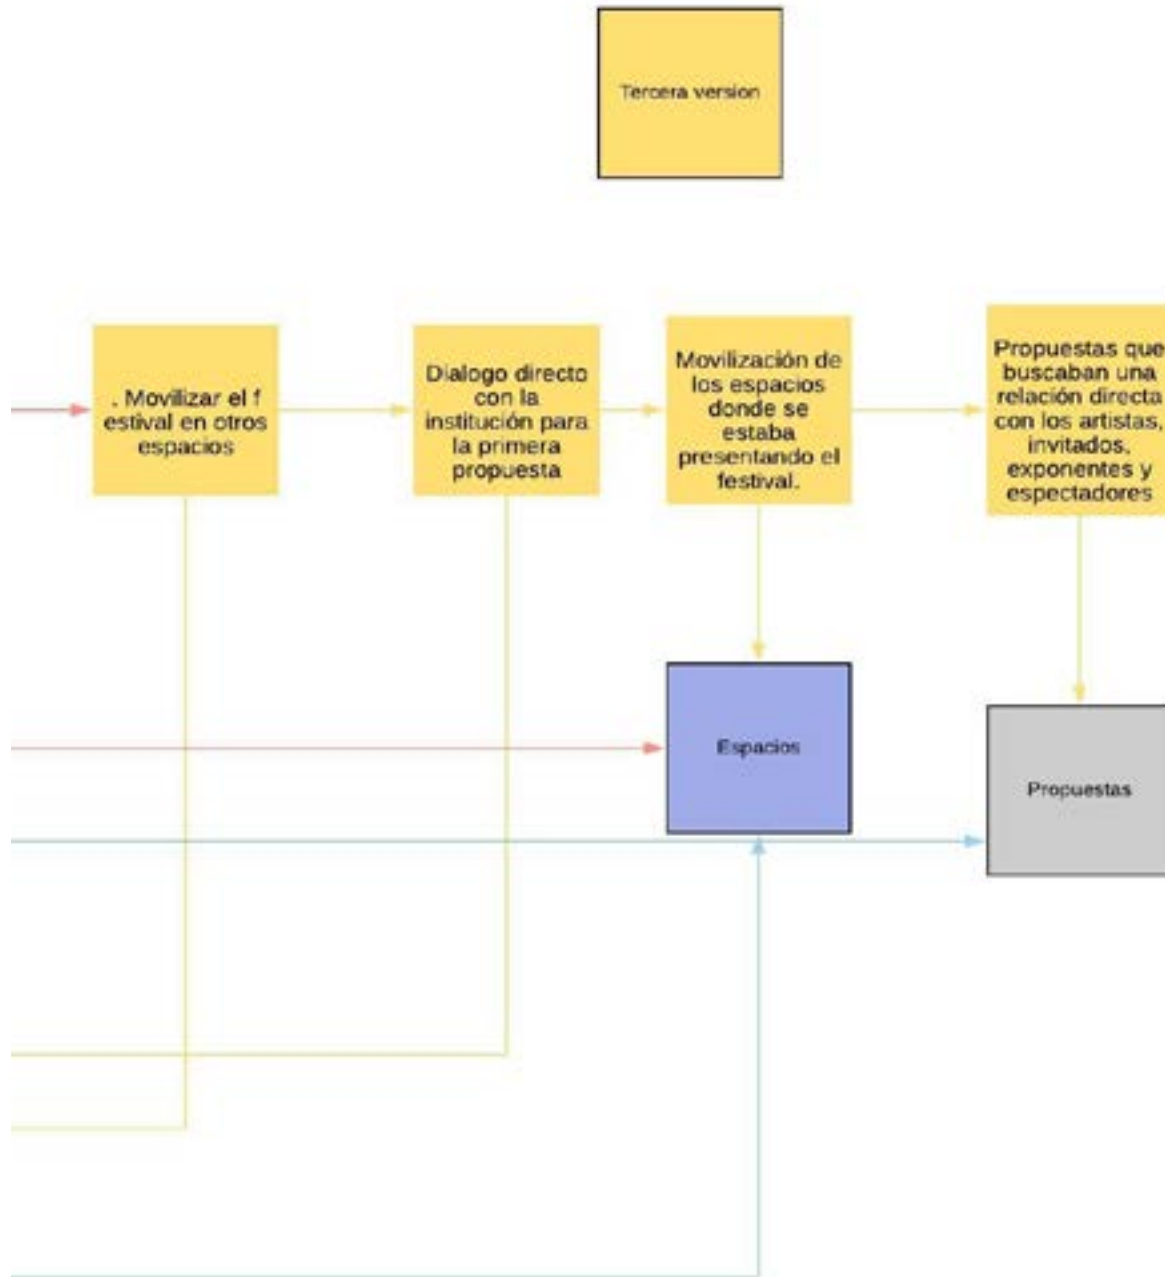 Tercera version
. Movilizar el f
estival en otros
espacios
Dialogo directo
con la
institución para
la primera
propuesta
Movilización de
los espacios
donde se
estaba
presentando el
festival.
Propuestas que
buscaban una
relación directa
con los artistas,
invitados,
exponentes y
espectadores
Espacios
Propuestas